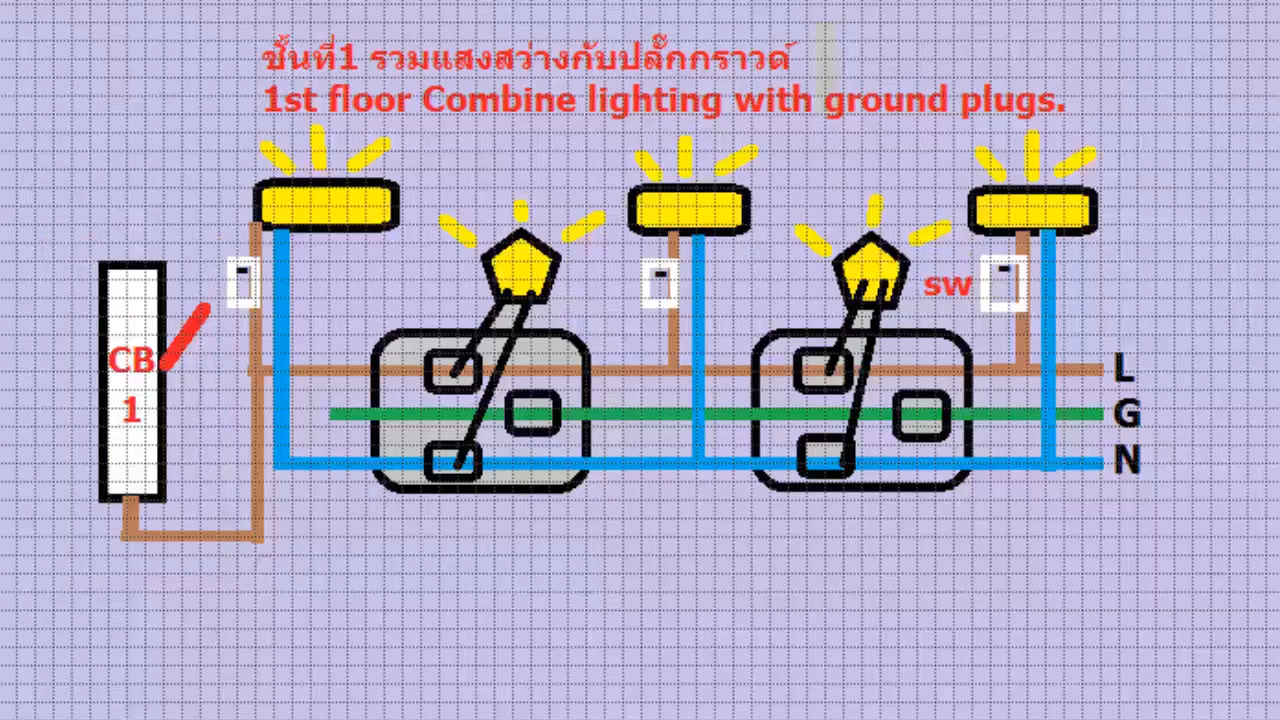 ชั้นที่1 รวมแสงสว่างกับปลั๊กกราวด์
1st floor Combine lighting with ground plugs.
sw
CB
1
L
G
N